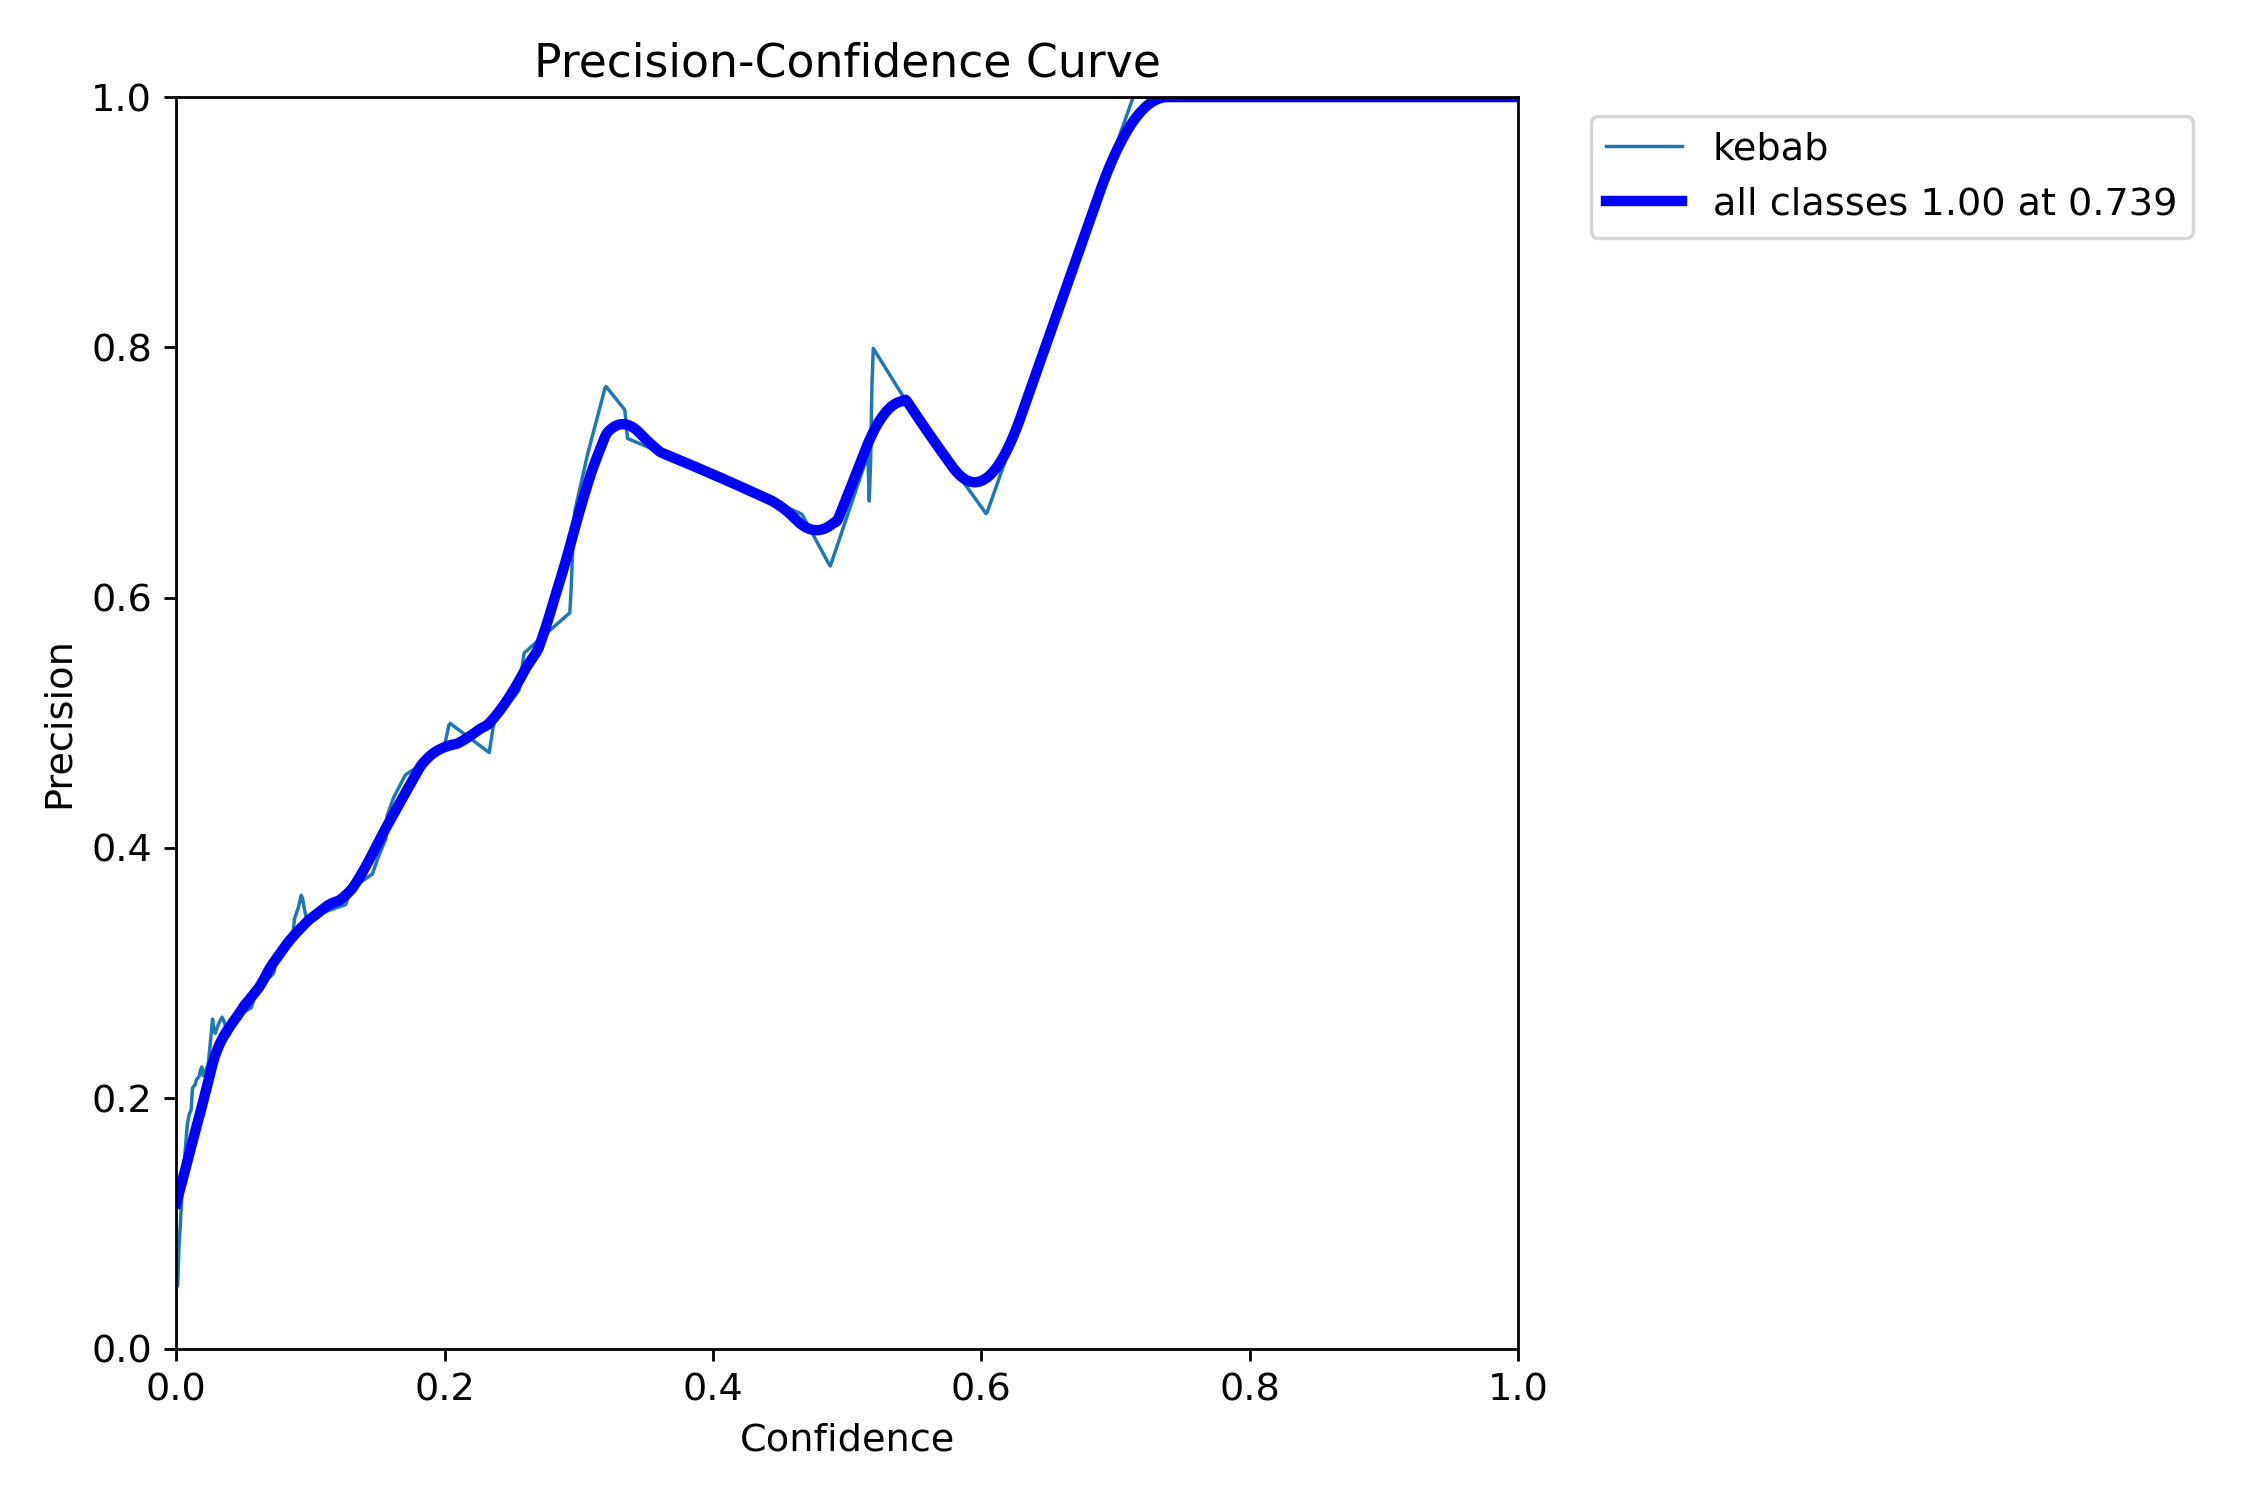 Precision-Confidence Curve
kebab
all classes 1.00 at 0.739
Precision
1.0
0.8
0.6
0.4
0.2
0.0
0.0 0.2 0.4 0.6 0.8 1.0
Confidence